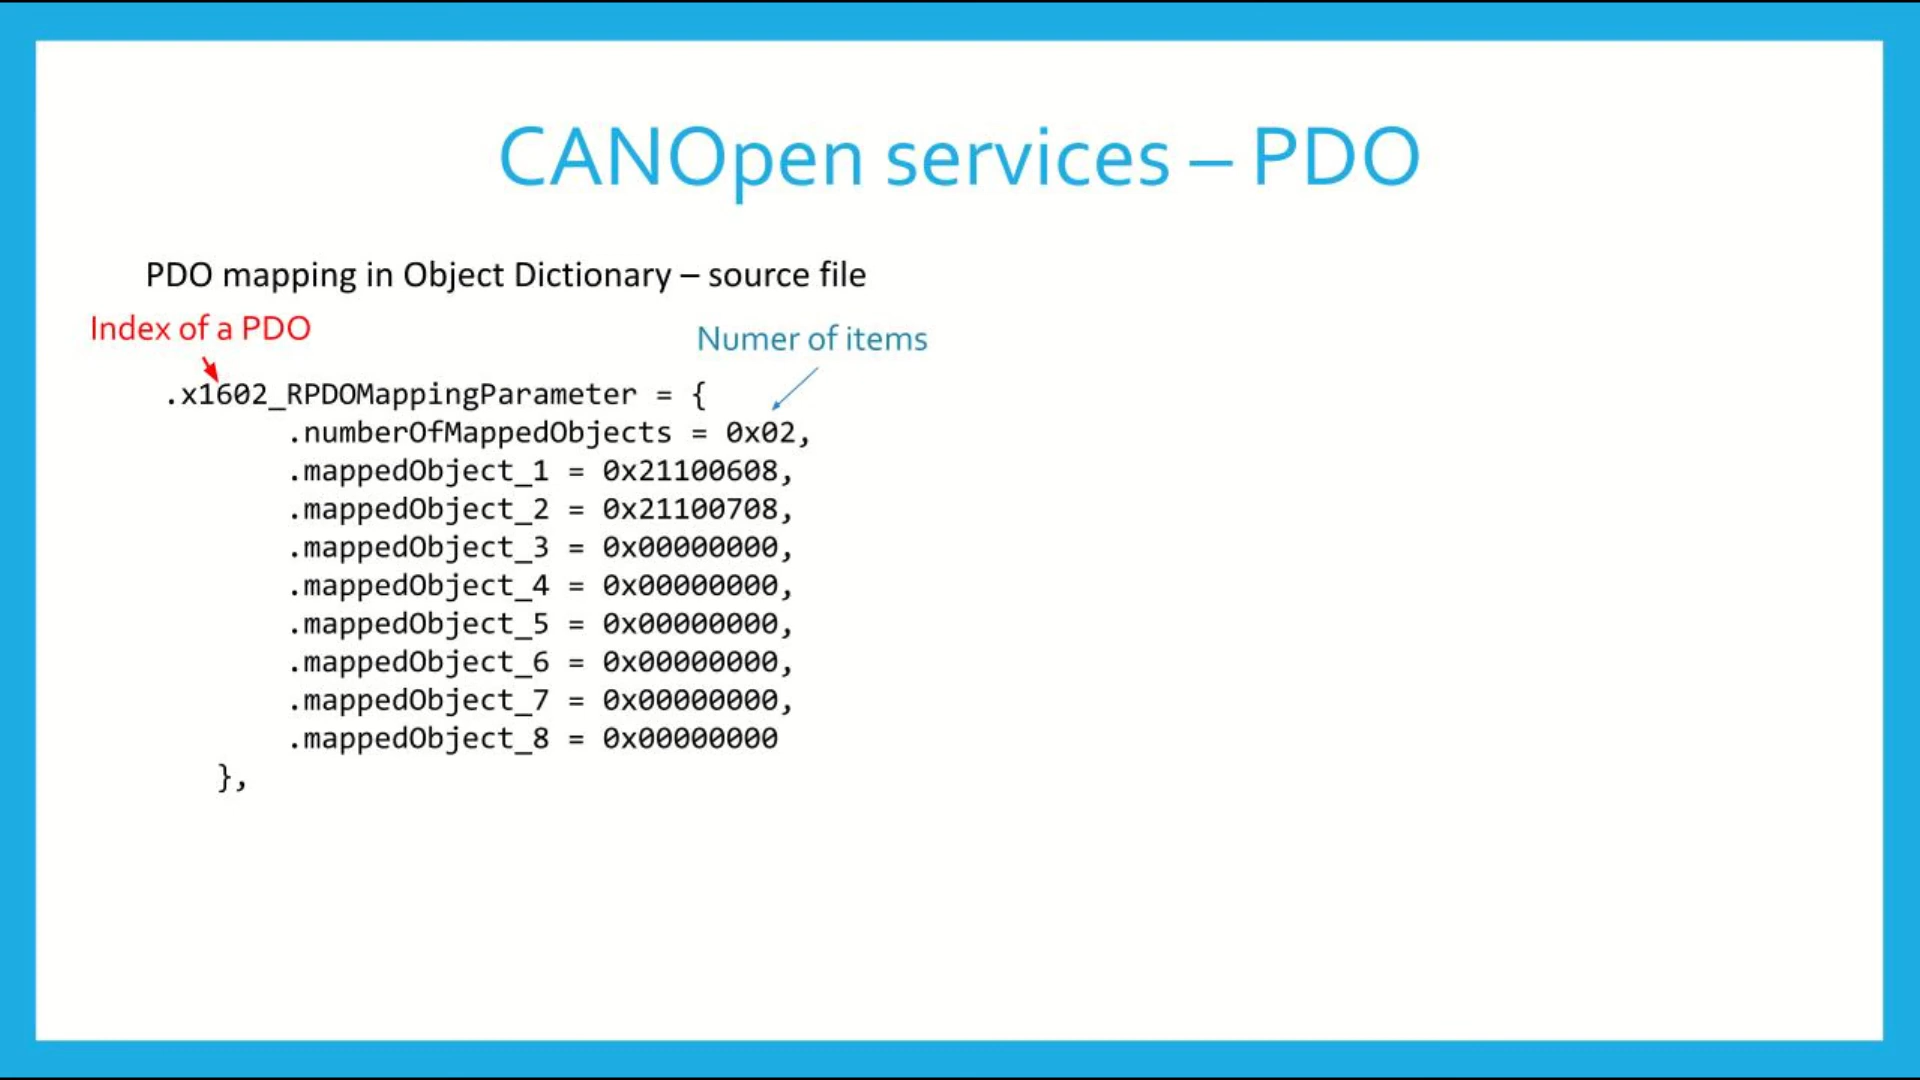 CANOpen services – PDO
PDO mapping in Object Dictionary – source file
Index of a PDO
Numer of items
.x1602_RPDOMappingParameter = {
.numberOfMappedObjects = 0x02,
.mappedObject_1 = 0x21100608,
.mappedObject_2 = 0x21100708,
.mappedObject_3 = 0x00000000,
.mappedObject_4 = 0x00000000,
.mappedObject_5 = 0x00000000,
.mappedObject_6 = 0x00000000,
.mappedObject_7 = 0x00000000,
.mappedObject_8 = 0x00000000
},